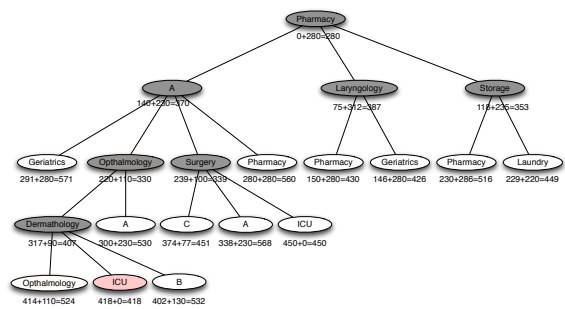 Pharmacy
0+280=280
A
Laryngology
Storage
140+230=370
75+312=387
118+235=353
Geriatrics
Opthalmology
Surgery
Pharmacy
Pharmacy
Geriatrics
Pharmacy
Laundry
291+280=571
220+110=330
239+100=339
280+280=560
150+280=430
146+280=426
230+286=516
229+220=449
Dermathology
A
C
A
ICU
317+90=407
300+230=530
374+77=451
338+230=568
450+0=450
Opthalmology
ICU
B
414+110=524
418+0=418
402+130=532